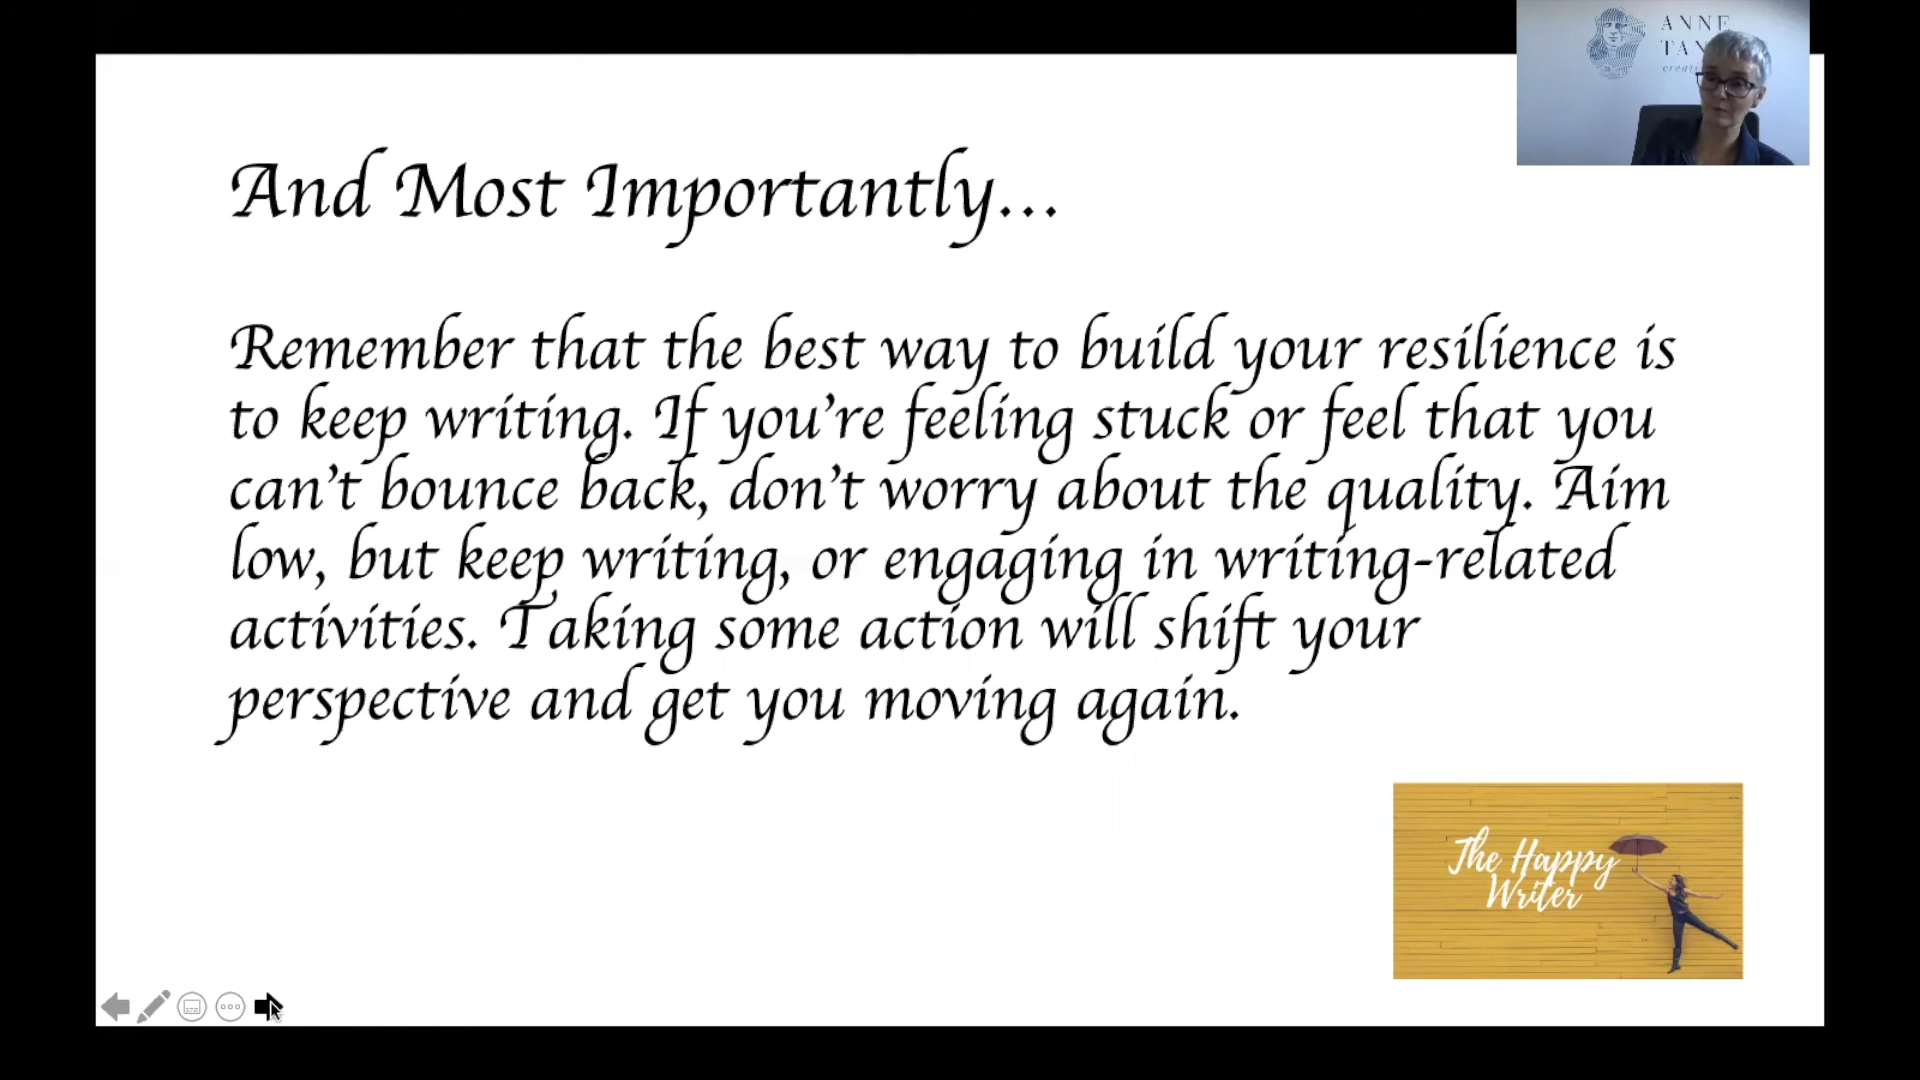 ANNE
TAN
And Most Importantly...
Remember that the best way to build your resilience is
to keep writing. If you're feeling stuck or feel that you
can't bounce back, don't worry about the quality. Aim
low, but keep writing, or engaging in writing-related
activities. Taking some action will shift your
perspective and get you moving again.
The Happy
Writer